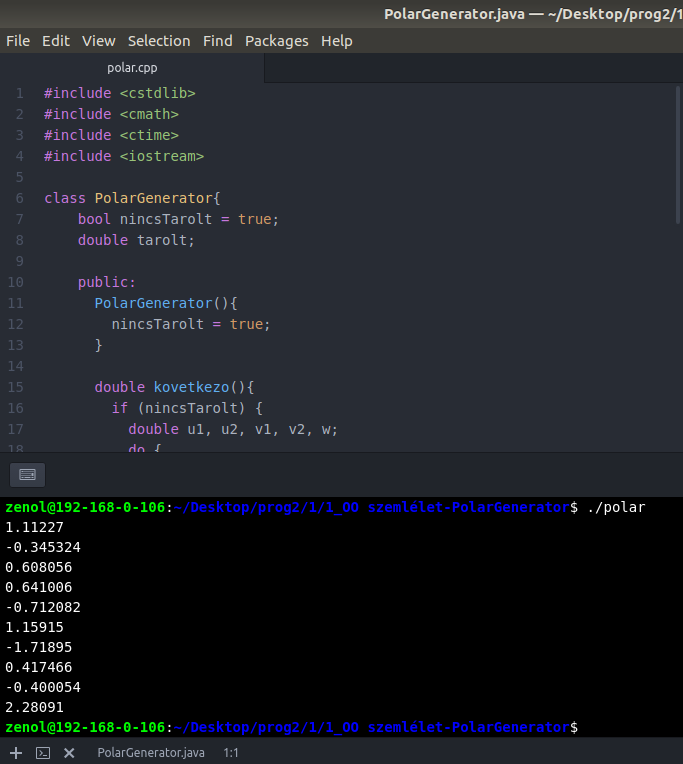 PolarGenerator.java — ~/Desktop/prog2/1
File Edit View Selection Find Packages Help
polar.cpp
1 #include <cstdlib>
2 #include <cmath>
3 #include <ctime>
4 #include <iostream>
5
6 class PolarGenerator{
7 bool nincsTarolt = true;
8 double tarolt;
9
10 public:
11 PolarGenerator(){
12 nincsTarolt = true;
13 }
14
15 double kovetkezo(){
16 if (nincsTarolt) {
17 double u1, u2, v1, v2, w;
18 do {
zenol@192-168-0-106:~/Desktop/prog2/1/1_OO szemlélet-PolarGenerator$ ./polar
1.11227
-0.345324
0.608056
0.641006
-0.712082
1.15915
-1.71895
0.417466
-0.400054
2.28091
zenol@192-168-0-106:~/Desktop/prog2/1/1_OO szemlélet-PolarGenerator$
PolarGenerator.java 1:1